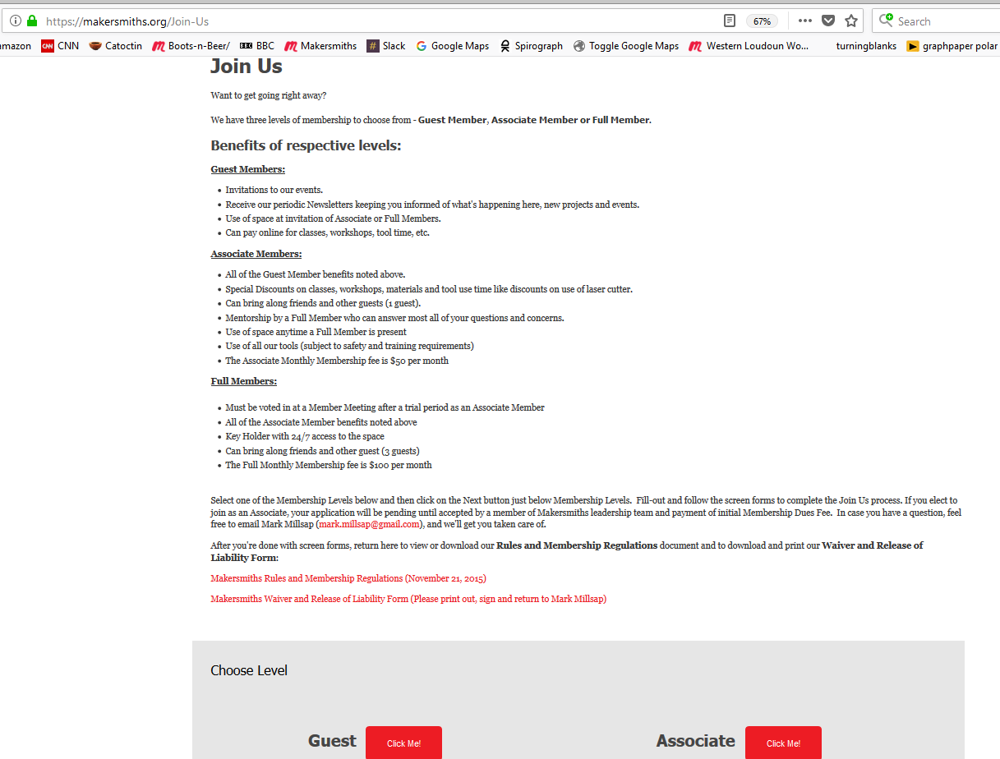 https://makersmiths.org/Join-Us
67%
Search
mazon CNN Catoctin Boots-n-Beer/ BBC Makersmiths # Slack Google Maps Spirograph Toggle Google Maps Western Loudoun Wo... turningblanks graphpaper polar
Join Us
Want to get going right away?
We have three levels of membership to choose from - Guest Member, Associate Member or Full Member.
Benefits of respective levels:
Guest Members:
• Invitations to our events.
• Receive our periodic Newsletters keeping you informed of what's happening here, new projects and events.
• Use of space at invitation of Associate or Full Members.
• Can pay online for classes, workshops, tool time, etc.
Associate Members:
• All of the Guest Member benefits noted above.
• Special Discounts on classes, workshops, materials and tool use time like discounts on use of laser cutter.
• Can bring along friends and other guests (1 guest).
• Mentorship by a Full Member who can answer most all of your questions and concerns.
• Use of space anytime a Full Member is present
• Use of all our tools (subject to safety and training requirements)
• The Associate Monthly Membership fee is $50 per month
Full Members:
• Must be voted in at a Member Meeting after a trial period as an Associate Member
• All of the Associate Member benefits noted above
• Key Holder with 24/7 access to the space
• Can bring along friends and other guest (3 guests)
• The Full Monthly Membership fee is $100 per month
Select one of the Membership Levels below and then click on the Next button just below Membership Levels. Fill-out and follow the screen forms to complete the Join Us process. If you elect to
join as an Associate, your application will be pending until accepted by a member of Makersmiths leadership team and payment of initial Membership Dues Fee. In case you have a question, feel
free to email Mark Millsap (mark.millsap@gmail.com), and we'll get you taken care of.
After you're done with screen forms, return here to view or download our Rules and Membership Regulations document and to download and print our Waiver and Release of
Liability Form:
Makersmiths Rules and Membership Regulations (November 21, 2015)
Makersmiths Waiver and Release of Liability Form (Please print out, sign and return to Mark Millsap)
Choose Level
Guest Click Me! Associate Click Me!